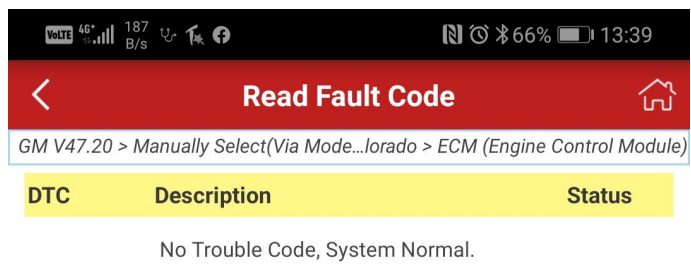 VoLTE 4G+ 187 B/s 66% 13:39
Read Fault Code
GM V47.20 > Manually Select(Via Mode...lorado > ECM (Engine Control Module)
DTC Description Status
No Trouble Code, System Normal.